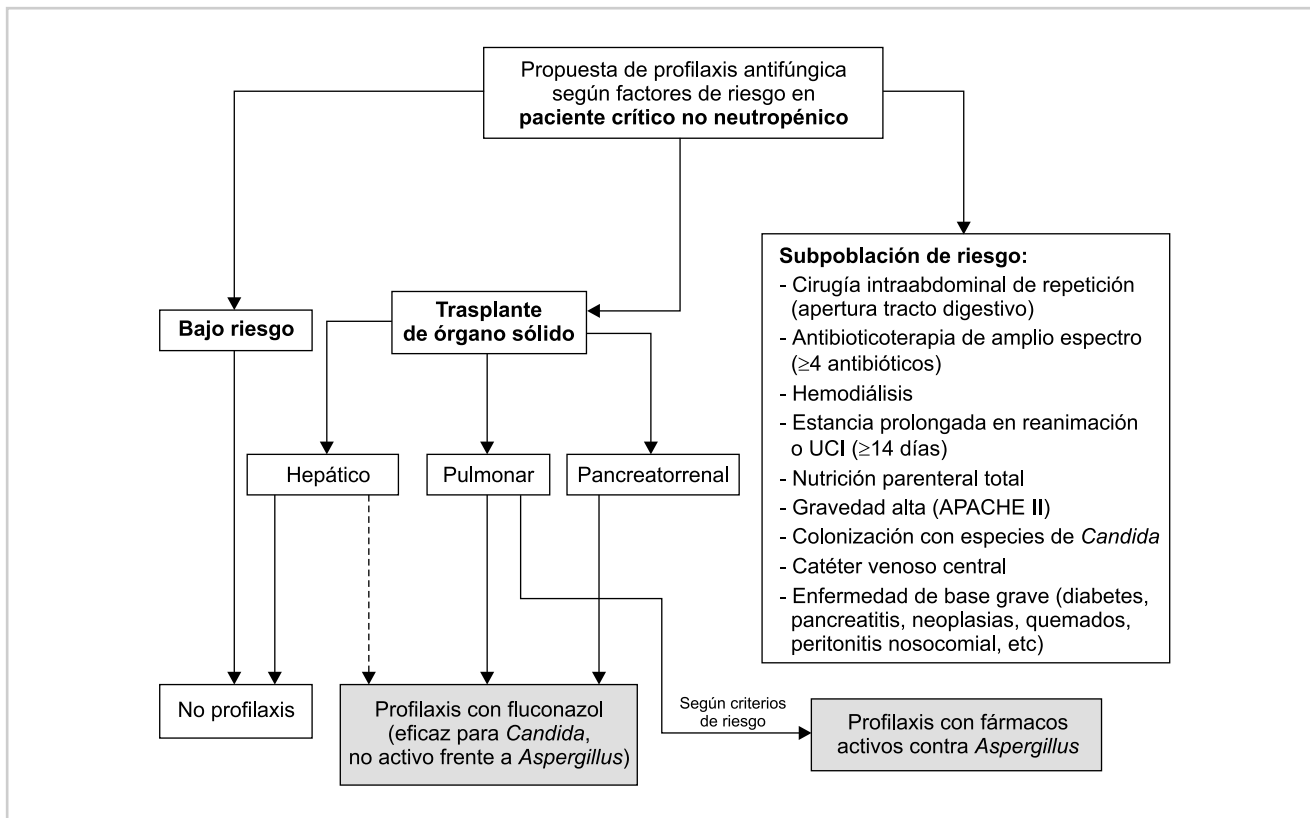 Propuesta de profilaxis antifúngica
según factores de riesgo en
paciente crítico no neutropénico
Bajo riesgo
Trasplante
de órgano sólido
Subpoblación de riesgo:
- Cirugía intraabdominal de repetición
(apertura tracto digestivo)
- Antibioticoterapia de amplio espectro
(≥4 antibióticos)
- Hemodiálisis
- Estancia prolongada en reanimación
o UCI (≥14 días)
- Nutrición parenteral total
- Gravedad alta (APACHE II)
- Colonización con especies de Candida
- Catéter venoso central
- Enfermedad de base grave (diabetes,
pancreatitis, neoplasias, quemados,
peritonitis nosocomial, etc)
Hepático
Pulmonar
Pancreatorrenal
No profilaxis
Profilaxis con fluconazol
(eficaz para Candida,
no activo frente a Aspergillus)
Según criterios
de riesgo
Profilaxis con fármacos
activos contra Aspergillus